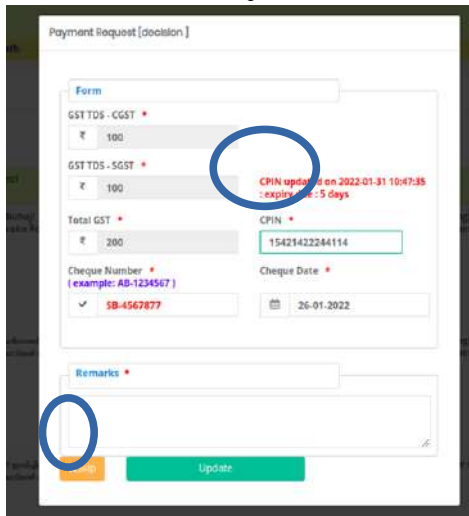 Payment Request [decision ]
Form
GST TDS - CGST *
₹ 100
GST TDS - SGST *
₹ 100
CPIN updated on 2022-01-31 10:47:35
: expiry date : 5 days
Total GST *
₹ 200
CPIN *
15421422244114
Cheque Number *
( example: AB-1234567 )
SB-4567877
Cheque Date *
26-01-2022
Remarks *
Update